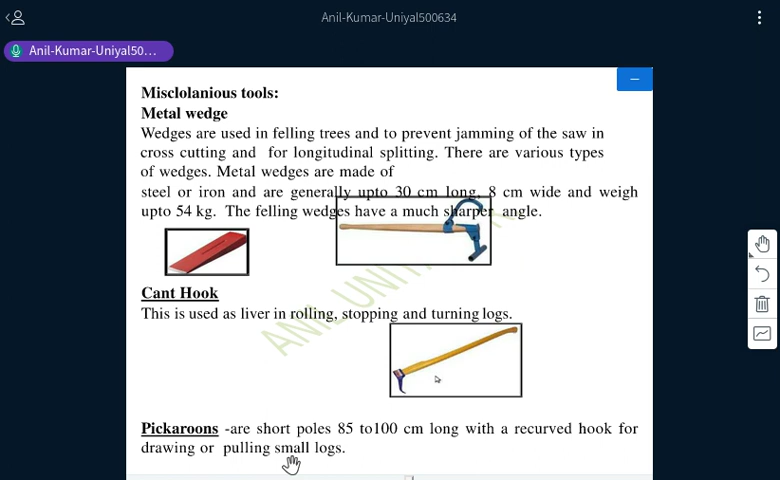 Anil-Kumar-Uniyal500634
Anil-Kumar-Uniyal50...
Misclolanious tools:
Metal wedge
Wedges are used in felling trees and to prevent jamming of the saw in
cross cutting and for longitudinal splitting. There are various types
of wedges. Metal wedges are made of
steel or iron and are generally upto 30 cm long, 8 cm wide and weigh
upto 54 kg. The felling wedges have a much sharper angle.
Cant Hook
This is used as liver in rolling, stopping and turning logs.
Pickaroons -are short poles 85 to100 cm long with a recurved hook for
drawing or pulling small logs.